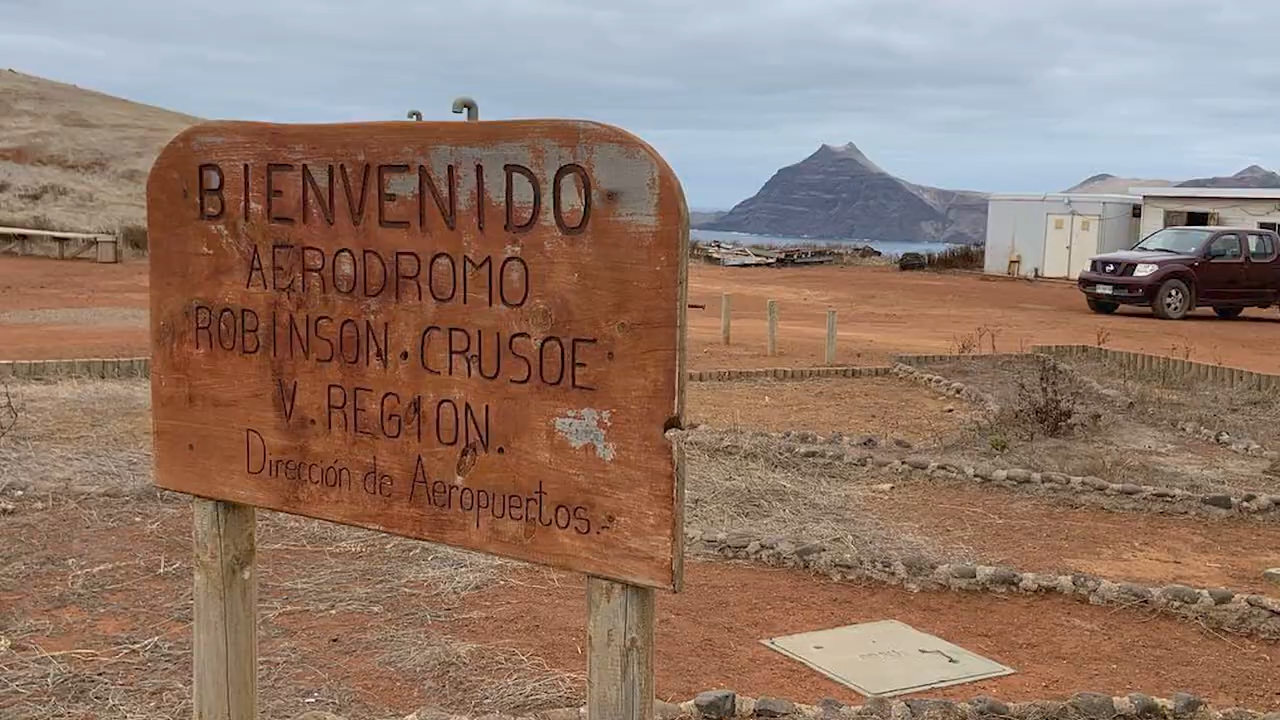 BIENVENIDO
AERODROMO
ROBINSON.CRUSOE
V.REGION.
Dirección de Aeropuertos.-